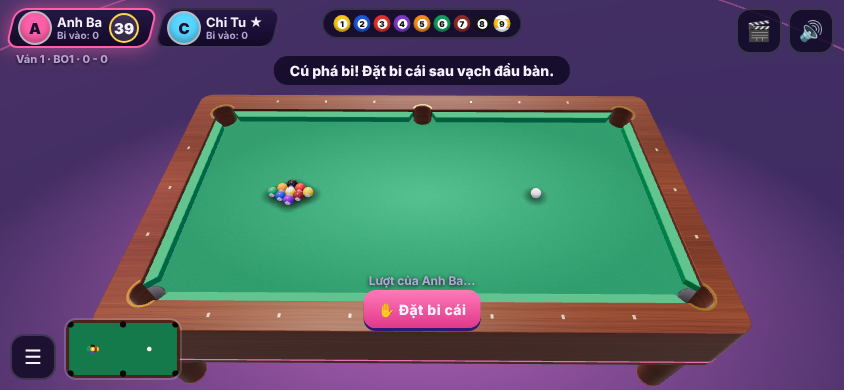 A Anh Ba 39
Bi vào: 0
C Chi Tu ★
Bi vào: 0
1 2 3 4 5 6 7 8 9
Ván 1 · BO1 · 0 - 0
Cú phá bi! Đặt bi cái sau vạch đầu bàn.
Lượt của Anh Ba...
✋ Đặt bi cái